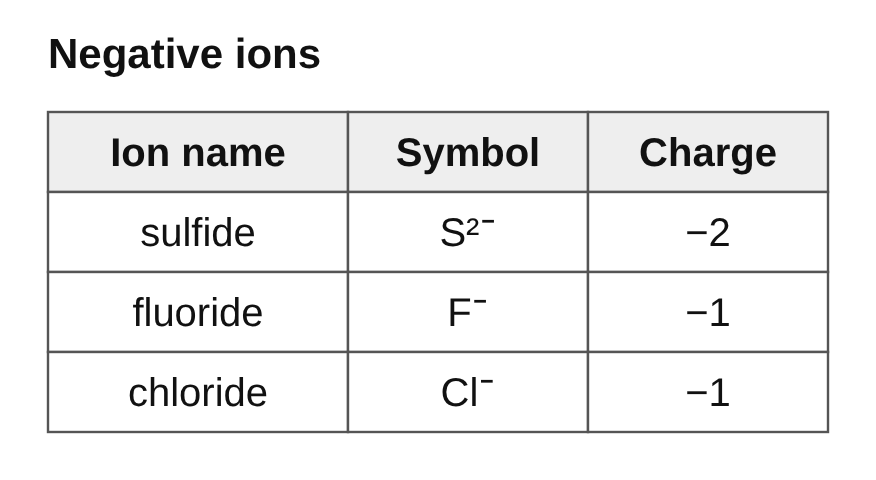 Negative ions
Ion name Symbol Charge
sulfide S²⁻ −2
fluoride F⁻ −1
chloride Cl⁻ −1